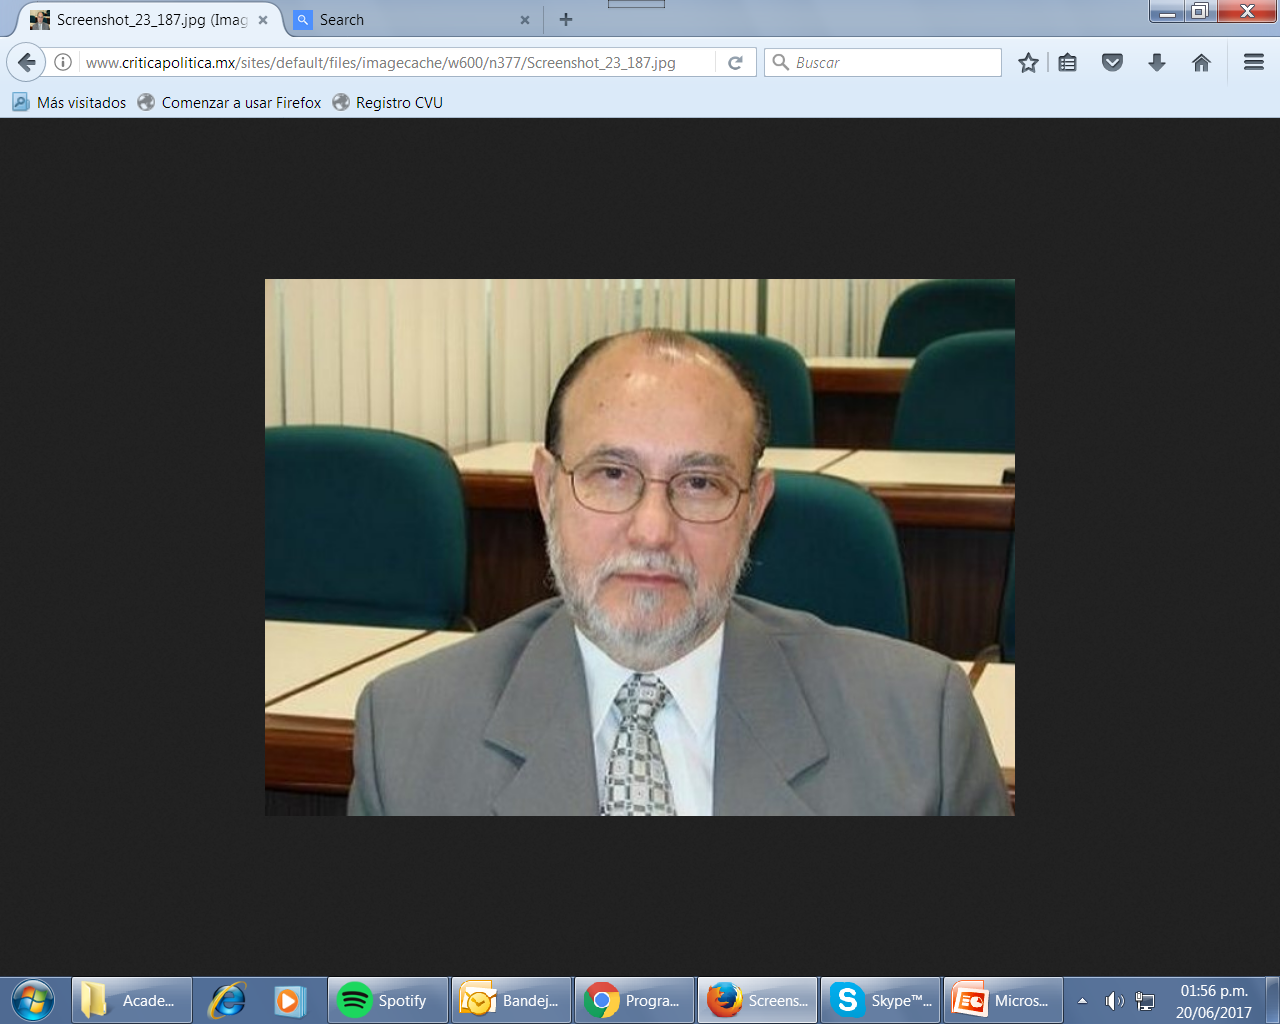 Screenshot_23_187.jpg (Imag
Search
www.criticapolitica.mx/sites/default/files/imagecache/w600/n377/Screenshot_23_187.jpg
Buscar
Más visitados
Comenzar a usar Firefox
Registro CVU
Acade...
Spotify
Bandej...
Progra...
Screens...
Skype™...
Micros...
01:56 p.m.
20/06/2017